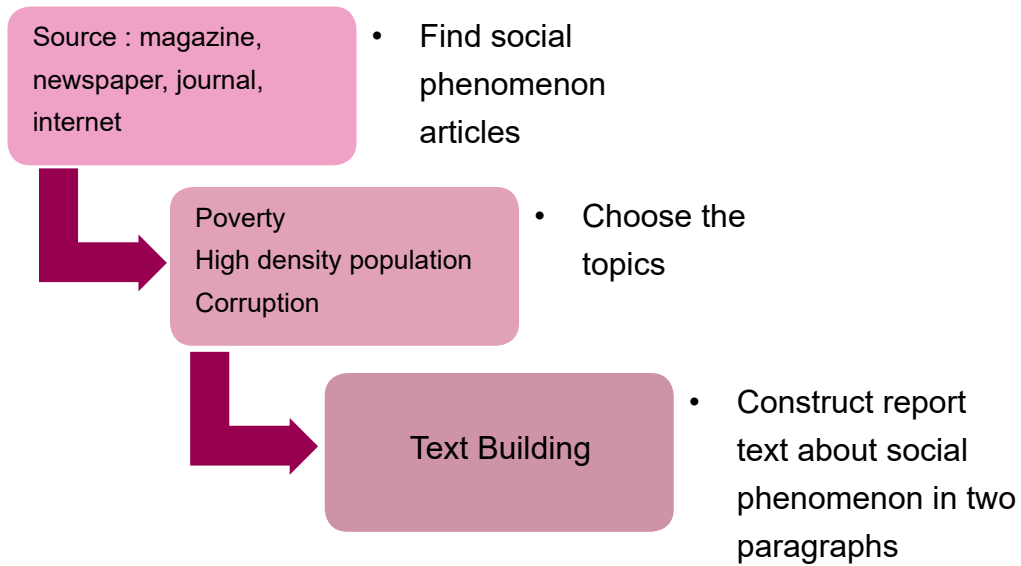 Source : magazine,
newspaper, journal,
internet
• Find social
phenomenon
articles
Poverty
High density population
Corruption
• Choose the
topics
Text Building
• Construct report
text about social
phenomenon in two
paragraphs